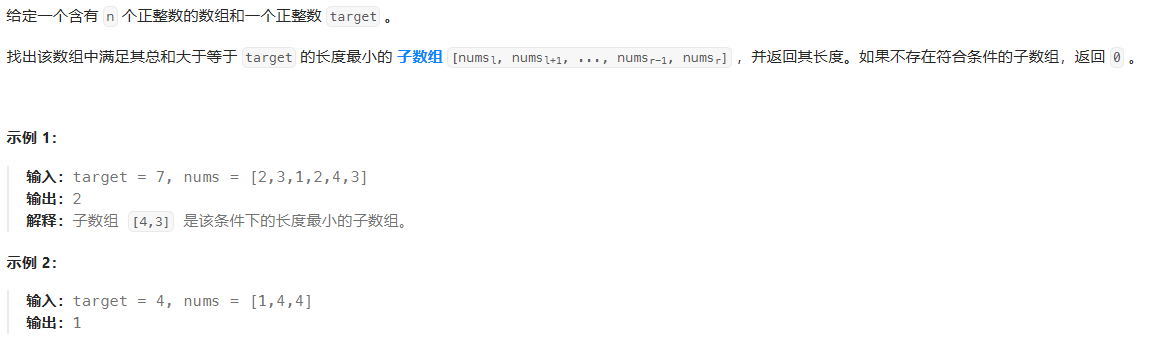 给定一个含有 n 个正整数的数组和一个正整数 target 。
找出该数组中满足其总和大于等于 target 的长度最小的 子数组 [numsl, numsl+1, ..., numsr-1, numsr] ，并返回其长度。如果不存在符合条件的子数组，返回 0 。
示例 1：
输入：target = 7, nums = [2,3,1,2,4,3]
输出：2
解释：子数组 [4,3] 是该条件下的长度最小的子数组。
示例 2：
输入：target = 4, nums = [1,4,4]
输出：1